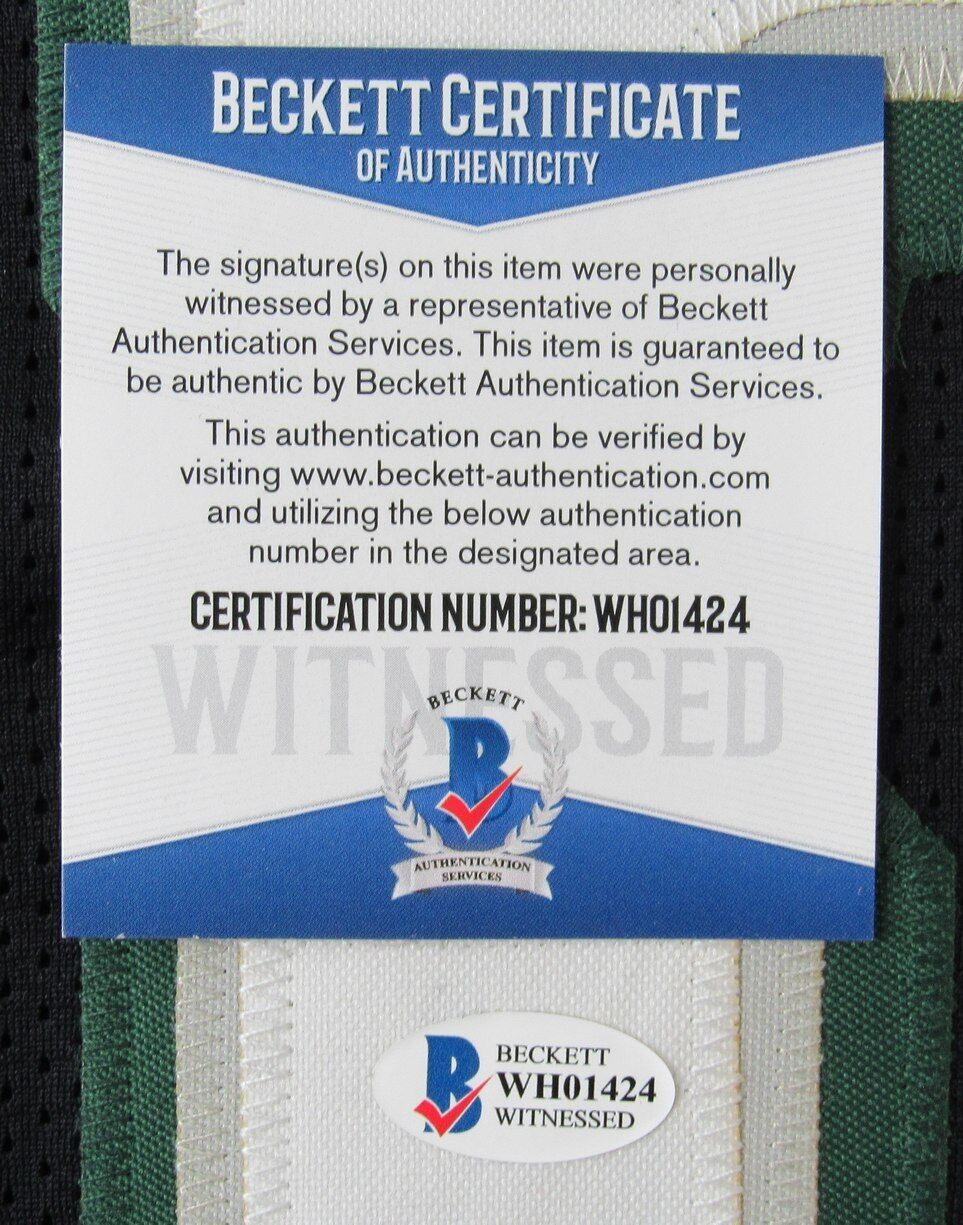 BECKETT CERTIFICATE
OF AUTHENTICITY
The signature(s) on this item were personally
witnessed by a representative of Beckett
Authentication Services. This item is guaranteed to
be authentic by Beckett Authentication Services.
This authentication can be verified by
visiting www.beckett-authentication.com
and utilizing the below authentication
number in the designated area.
CERTIFICATION NUMBER: WH01424
WITNESSED
BECKETT
B
AUTHENTICATION
SERVICES
B
BECKETT
WH01424
WITNESSED